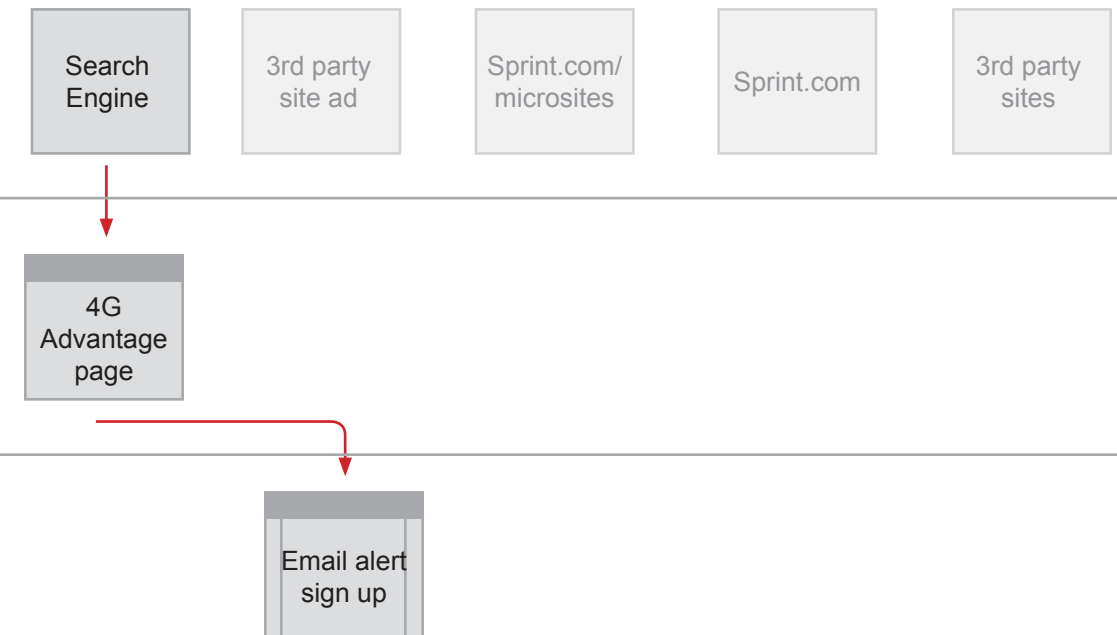 Search
Engine
3rd party
site ad
Sprint.com/
microsites
Sprint.com
3rd party
sites
4G
Advantage
page
Email alert
sign up